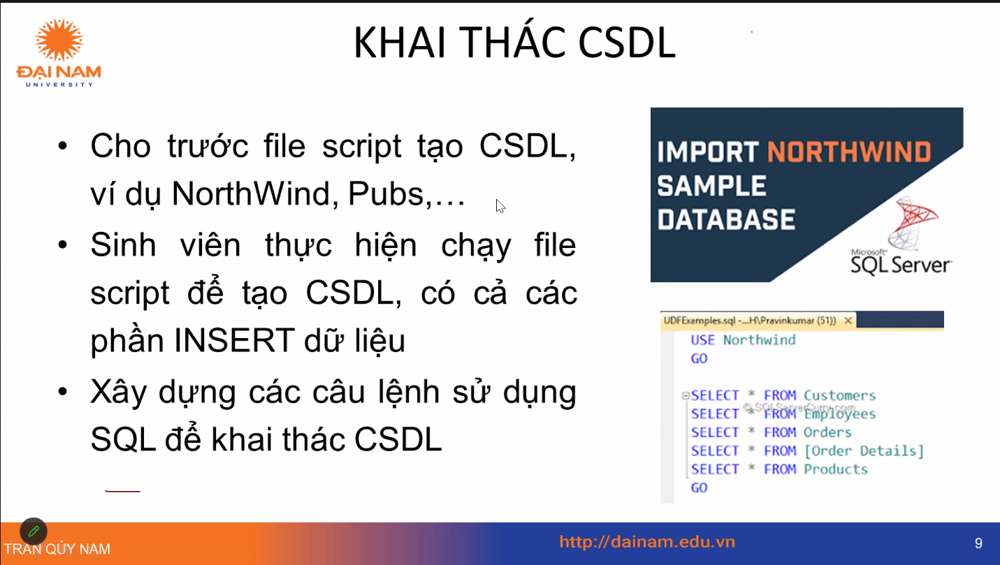 ĐẠI NAM
UNIVERSITY
KHAI THÁC CSDL
• Cho trước file script tạo CSDL,
ví dụ NorthWind, Pubs,…
• Sinh viên thực hiện chạy file
script để tạo CSDL, có cả các
phần INSERT dữ liệu
• Xây dựng các câu lệnh sử dụng
SQL để khai thác CSDL
IMPORT NORTHWIND
SAMPLE
DATABASE
Microsoft®
SQL Server
UDFExamples.sql -...H\Pravinkumar (51))
USE Northwind
GO
SELECT * FROM Customers
© SQLServerCurry.com
SELECT * FROM Employees
SELECT * FROM Orders
SELECT * FROM [Order Details]
SELECT * FROM Products
GO
TRẦN QÚY NAM
http://dainam.edu.vn
9